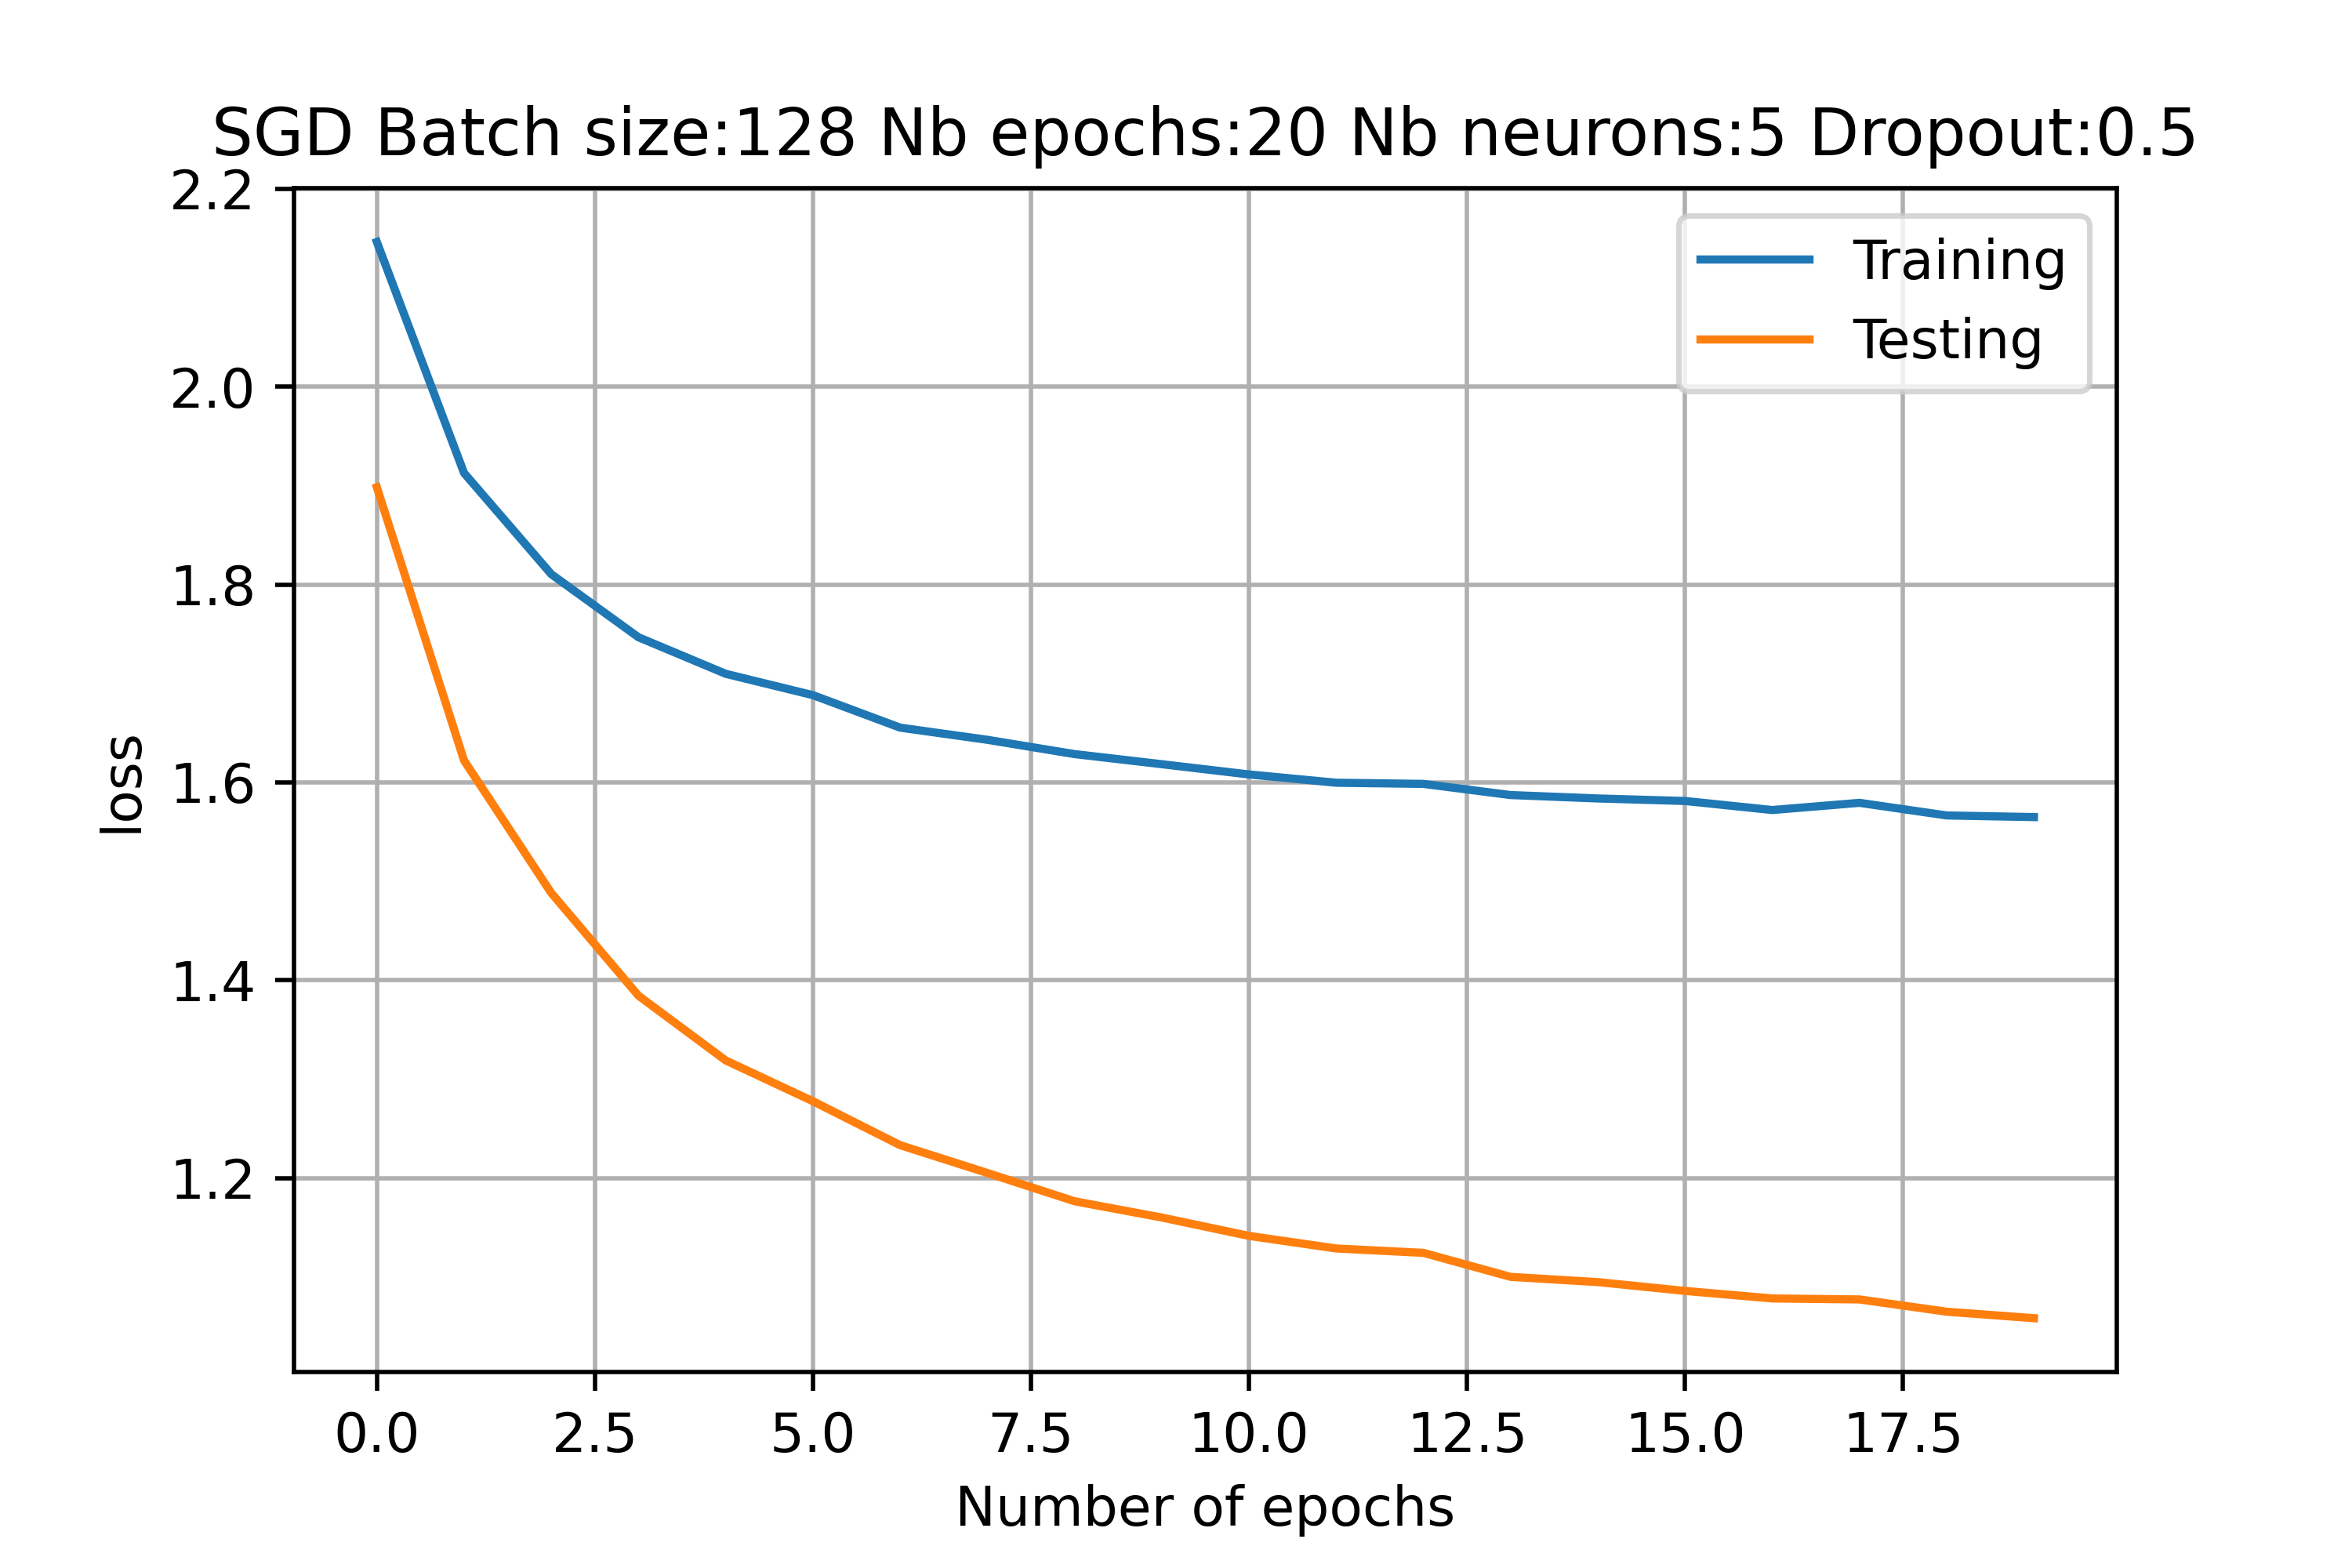 SGD Batch size:128 Nb epochs:20 Nb neurons:5 Dropout:0.5
2.2
2.0
1.8
1.6
1.4
1.2
loss
Training
Testing
0.0 2.5 5.0 7.5 10.0 12.5 15.0 17.5
Number of epochs